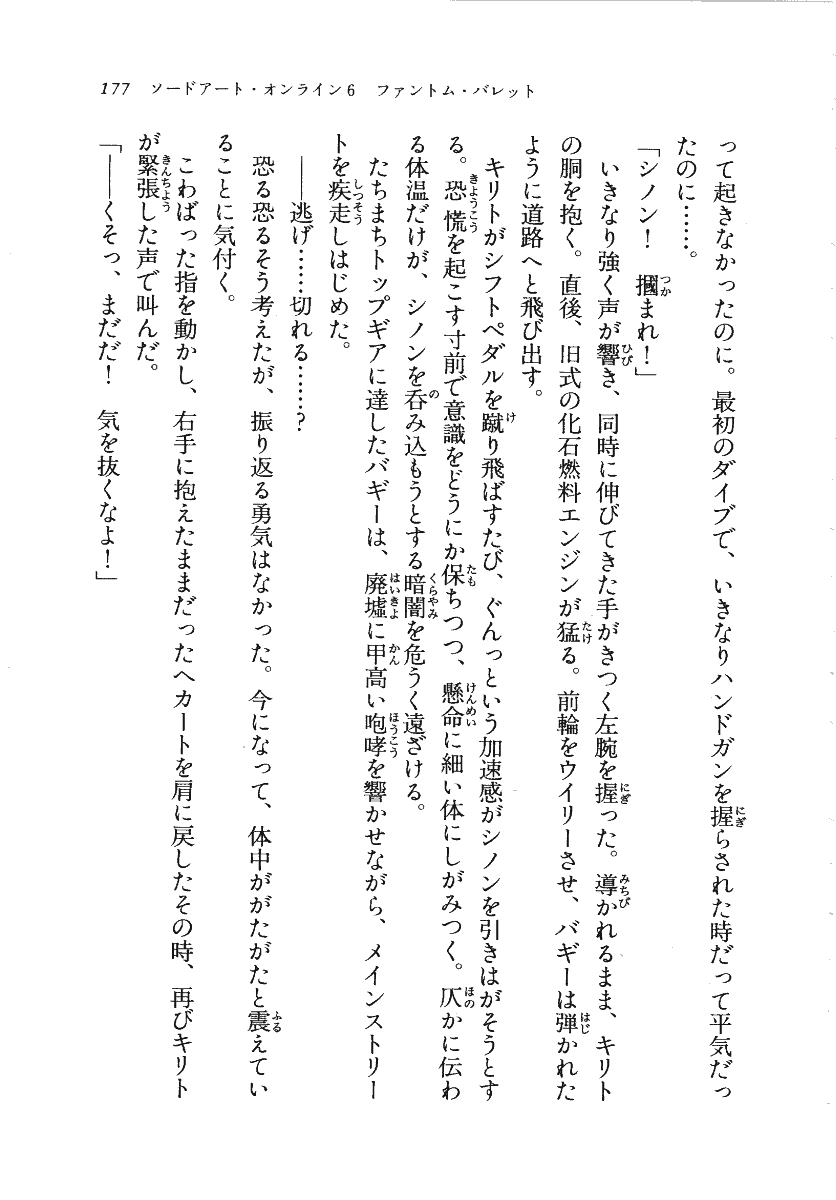 177　ソードアート・オンライン6　ファントム・バレット
って起きなかったのに。最初のダイブで、いきなりハンドガンを握らされた時だって平気だっ
たのに……。
「シノン！　摑まれ！」
いきなり強く声が響き、同時に伸びてきた手がきつく左腕を握った。導かれるまま、キリト
の胴を抱く。直後、旧式の化石燃料エンジンが猛る。前輪をウイリーさせ、バギーは弾かれた
ように道路へと飛び出す。
キリトがシフトペダルを蹴り飛ばすたび、ぐんっという加速感がシノンを引きはがそうとす
る。恐慌を起こす寸前で意識をどうにか保ちつつ、懸命に細い体にしがみつく。仄かに伝わ
る体温だけが、シノンを呑み込もうとする暗闇を危うく遠ざける。
たちまちトップギアに達したバギーは、廃墟に甲高い咆哮を響かせながら、メインストリー
トを疾走しはじめた。
――逃げ……切れる……？
恐る恐るそう考えたが、振り返る勇気はなかった。今になって、体中ががたがたと震えてい
ることに気付く。
こわばった指を動かし、右手に抱えたままだったヘカートを肩に戻したその時、再びキリト
が緊張した声で叫んだ。
「――くそっ、まだだ！　気を抜くなよ！」